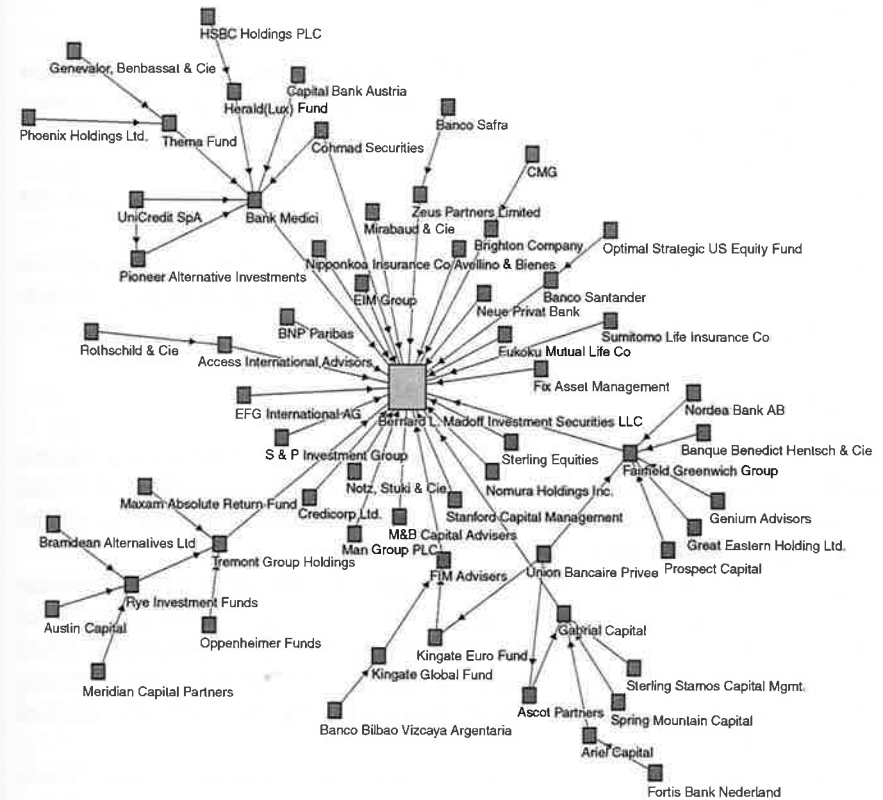 HSBC Holdings PLC
Genevalor, Benbassat & Cie
Capital Bank Austria
Herald(Lux) Fund
Banco Safra
Phoenix Holdings Ltd.
Thema Fund
Cohmad Securities
CMG
UniCredit SpA
Bank Medici
Zeus Partners Limited
Mirabaud & Cie
Brighton Company
Optimal Strategic US Equity Fund
Pioneer Alternative Investments
Nipponkoa Insurance Co
Avellino & Bienes
EIM Group
Banco Santander
Neue Privat Bank
BNP Paribas
Sumitomo Life Insurance Co
Rothschild & Cie
Access International Advisors
Eukoku Mutual Life Co
Fix Asset Management
EFG International AG
Bernard L. Madoff Investment Securities LLC
Nordea Bank AB
S & P Investment Group
Sterling Equities
Banque Benedict Hentsch & Cie
Fairfield Greenwich Group
Notz, Stuki & Cie
Nomura Holdings Inc.
Maxam Absolute Return Fund
Credicorp Ltd.
Stanford Capital Management
Genium Advisors
M&B Capital Advisers
Bramdean Alternatives Ltd
Man Group PLC
Great Eastern Holding Ltd.
Tremont Group Holdings
FIM Advisers
Union Bancaire Privee
Prospect Capital
Rye Investment Funds
Austin Capital
Oppenheimer Funds
Gabrial Capital
Kingate Euro Fund
Kingate Global Fund
Meridian Capital Partners
Sterling Stamos Capital Mgmt.
Ascot Partners
Spring Mountain Capital
Banco Bilbao Vizcaya Argentaria
Ariel Capital
Fortis Bank Nederland